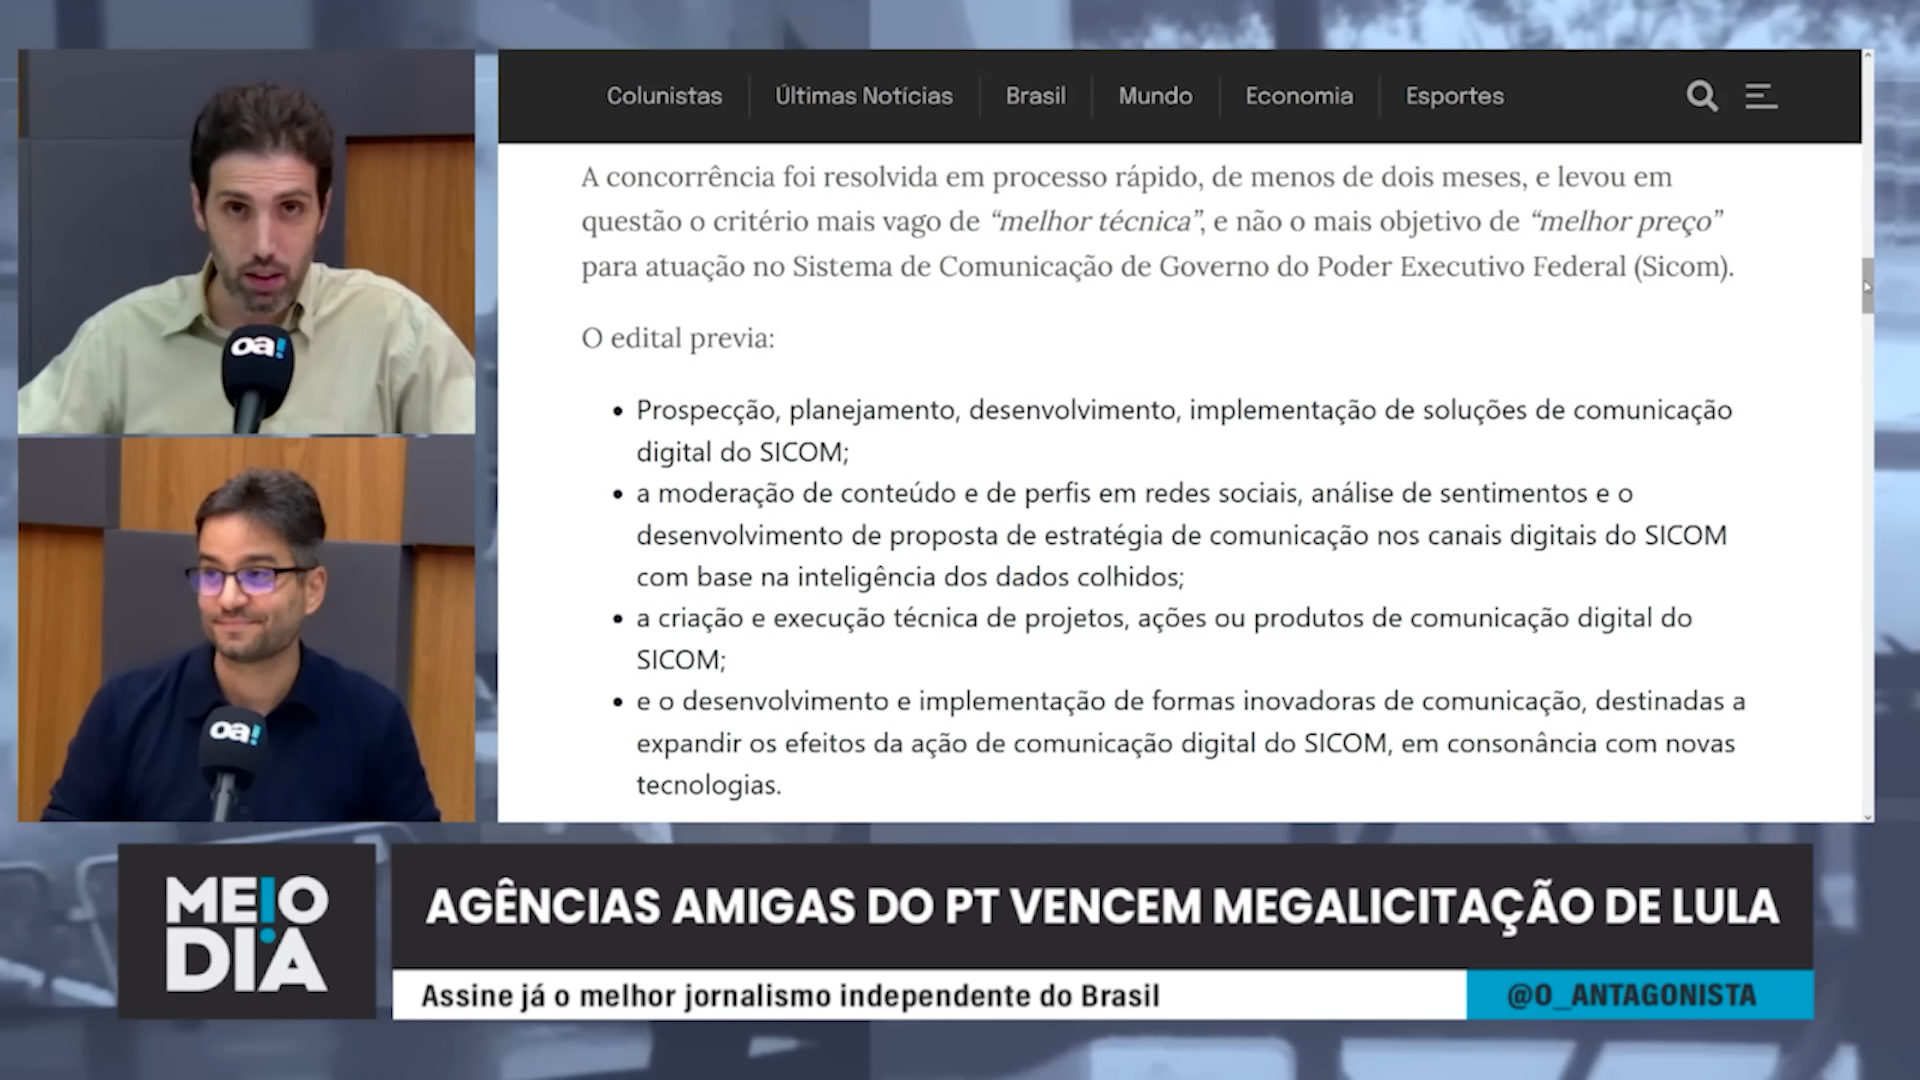 Colunistas
Últimas Notícias
Brasil
Mundo
Economia
Esportes
A concorrência foi resolvida em processo rápido, de menos de dois meses, e levou em
questão o critério mais vago de “melhor técnica”, e não o mais objetivo de “melhor preço”
para atuação no Sistema de Comunicação de Governo do Poder Executivo Federal (Sicom).
O edital previa:
• Prospecção, planejamento, desenvolvimento, implementação de soluções de comunicação
digital do SICOM;
• a moderação de conteúdo e de perfis em redes sociais, análise de sentimentos e o
desenvolvimento de proposta de estratégia de comunicação nos canais digitais do SICOM
com base na inteligência dos dados colhidos;
• a criação e execução técnica de projetos, ações ou produtos de comunicação digital do
SICOM;
• e o desenvolvimento e implementação de formas inovadoras de comunicação, destinadas a
expandir os efeitos da ação de comunicação digital do SICOM, em consonância com novas
tecnologias.
oa!
oa!
MEIO
DIA
AGÊNCIAS AMIGAS DO PT VENCEM MEGALICITAÇÃO DE LULA
Assine já o melhor jornalismo independente do Brasil
@O_ANTAGONISTA